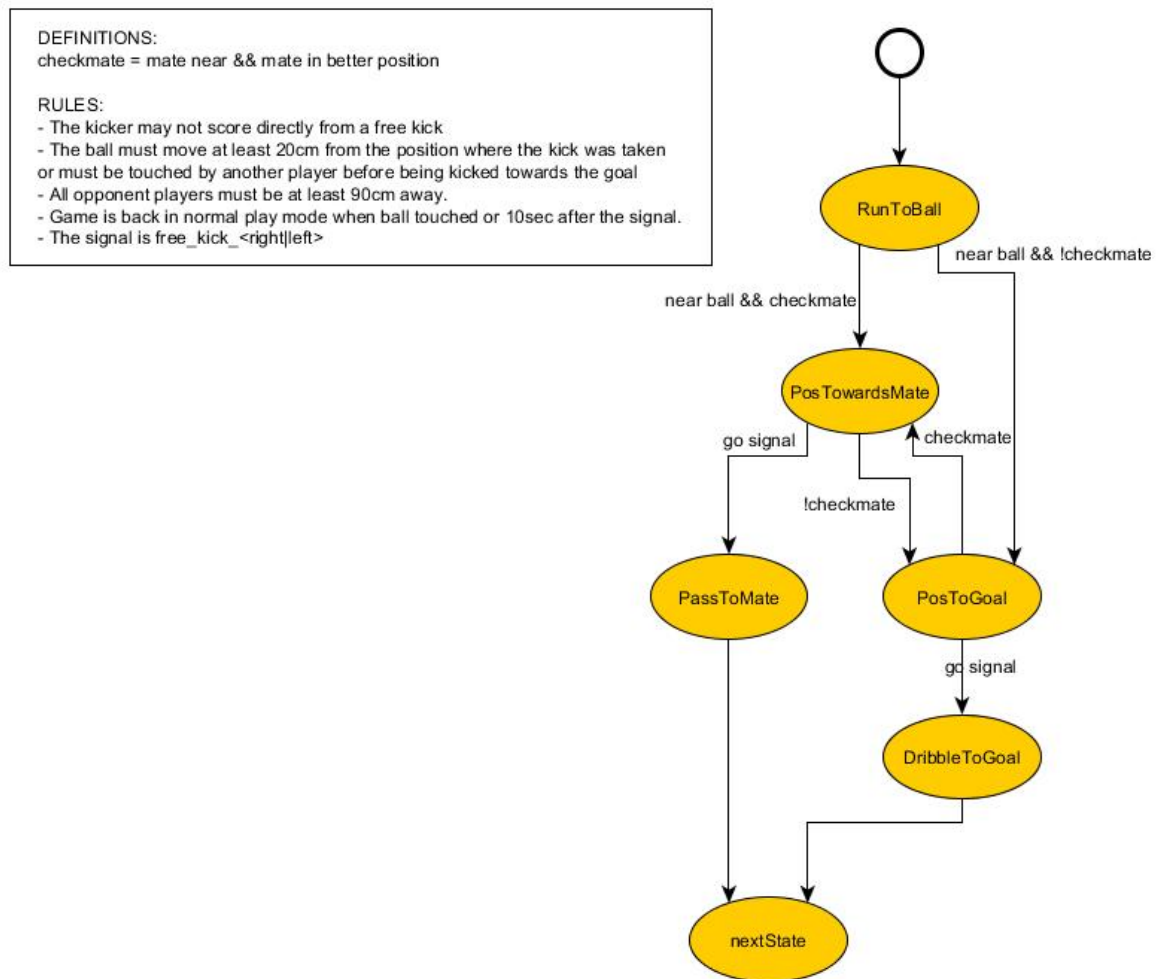 DEFINITIONS:
checkmate = mate near && mate in better position
RULES:
- The kicker may not score directly from a free kick
- The ball must move at least 20cm from the position where the kick was taken
or must be touched by another player before being kicked towards the goal
- All opponent players must be at least 90cm away.
- Game is back in normal play mode when ball touched or 10sec after the signal.
- The signal is free_kick_<right|left>
RunToBall
near ball && !checkmate
near ball && checkmate
PosTowardsMate
go signal
checkmate
!checkmate
PassToMate
PosToGoal
go signal
DribbleToGoal
nextState